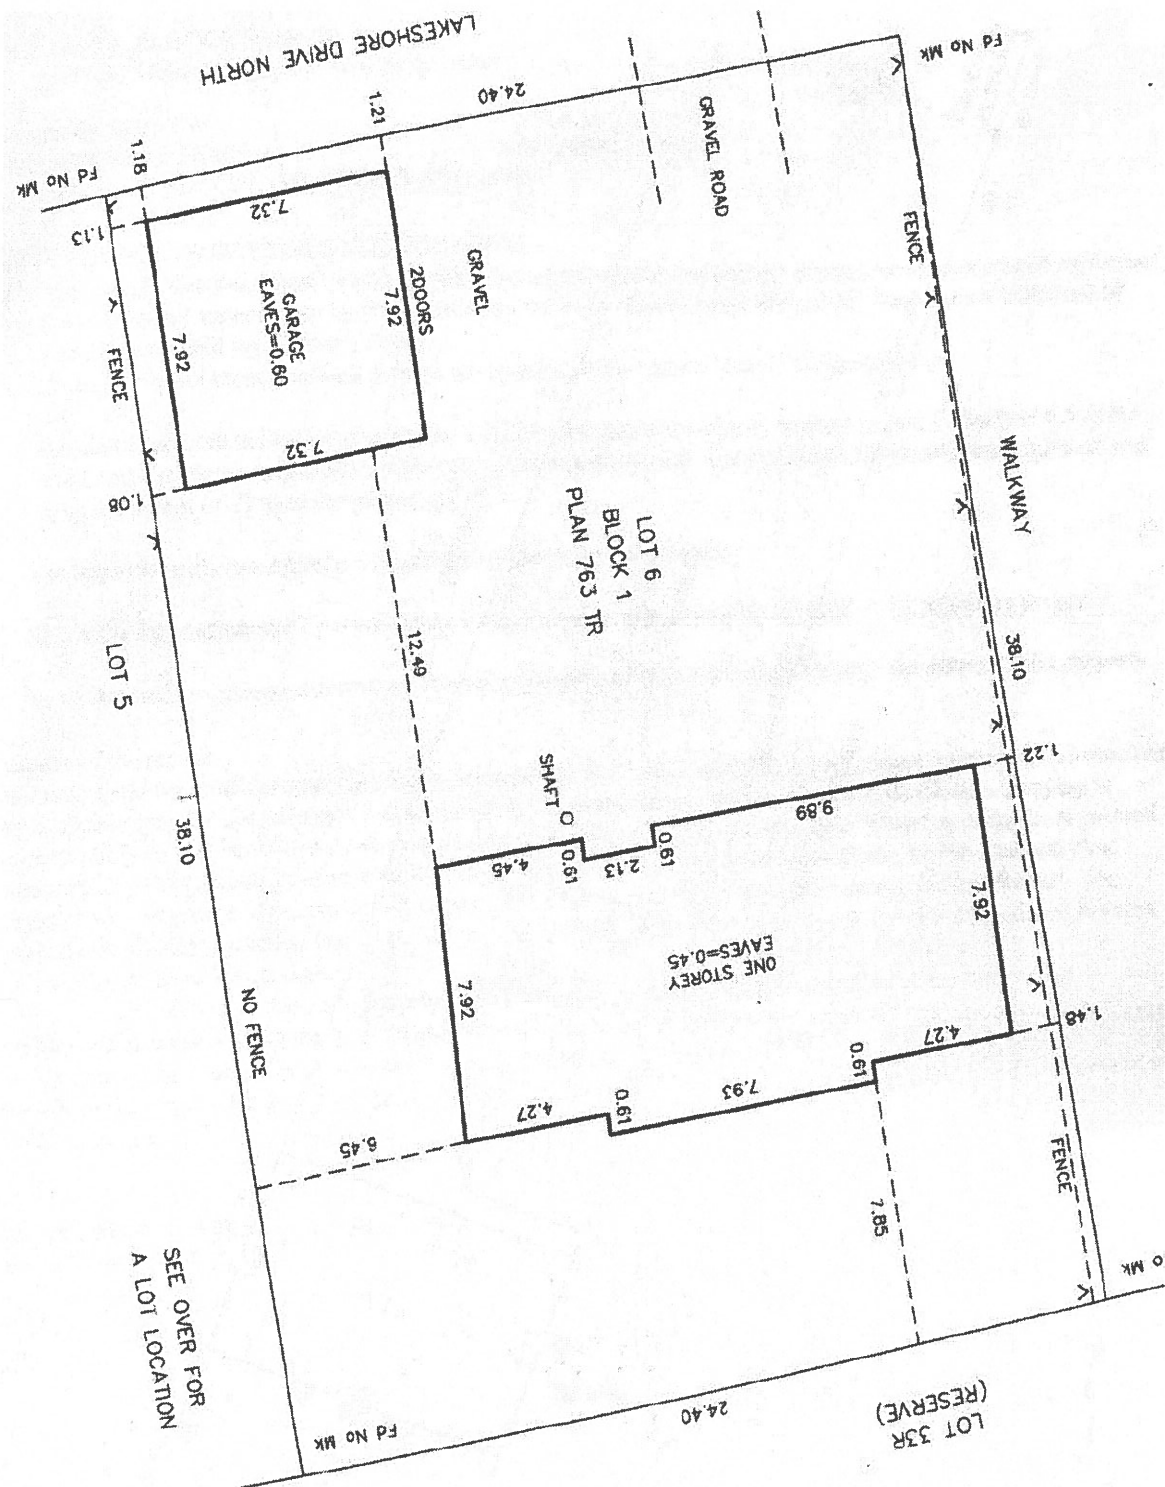 LAKESHORE DRIVE NORTH
Fd No Mk
24.40
1.21
GRAVEL ROAD
1.18
Fd No Mk
7.32
1.13
FENCE
GRAVEL
2DOORS
7.92
GARAGE
EAVES=0.60
7.92
FENCE
7.32
WALKWAY
1.08
LOT 6
BLOCK 1
PLAN 763 TR
12.49
38.10
LOT 5
1.22
SHAFT
9.89
38.10
0.61
2.13
0.61
4.45
7.92
ONE STOREY
EAVES=0.45
7.92
NO FENCE
1.48
4.27
0.61
7.93
0.61
4.27
6.45
FENCE
7.85
SEE OVER FOR
A LOT LOCATION
o Mk
24.40
LOT 33R
(RESERVE)
Fd No Mk